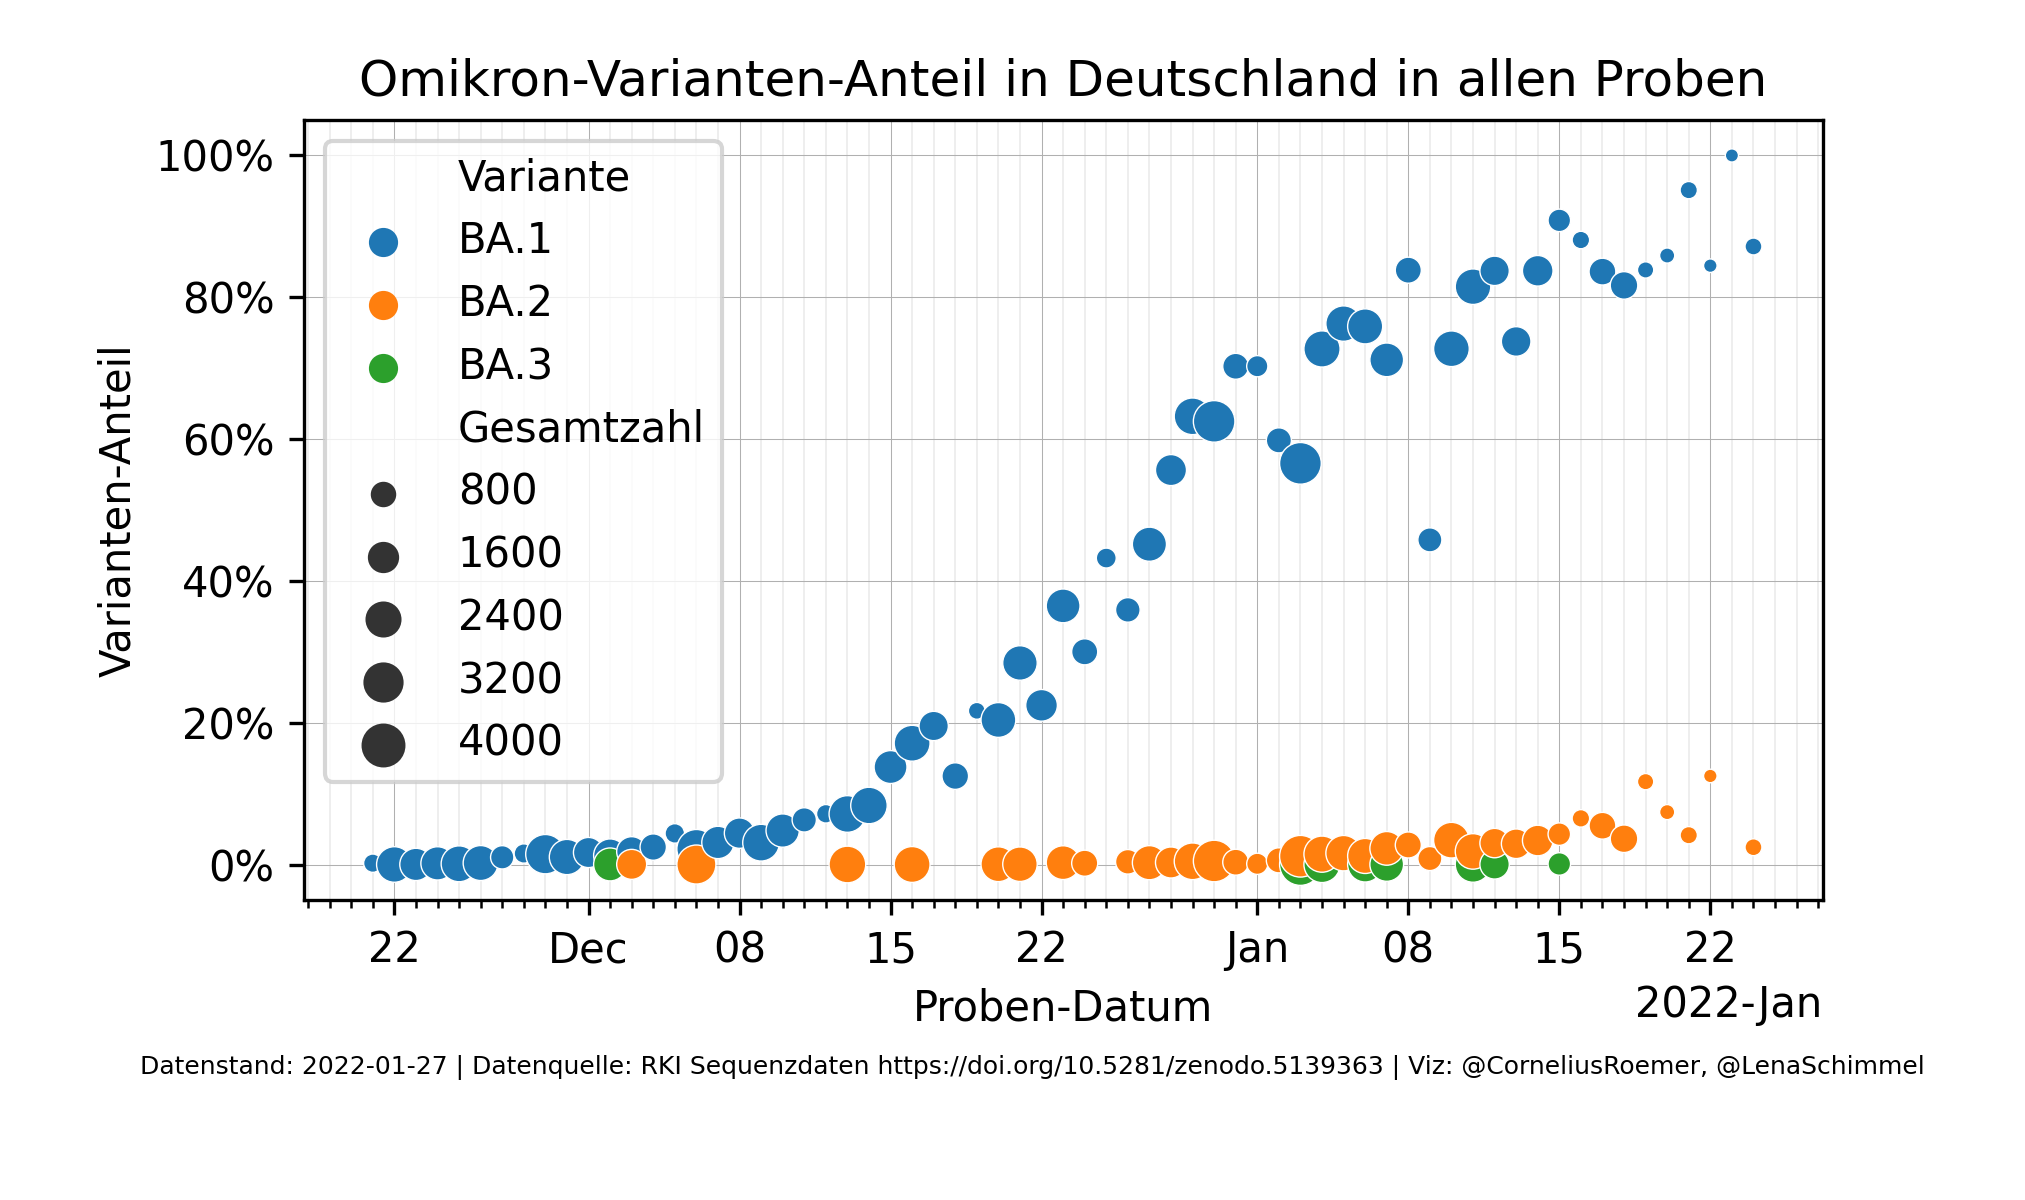 Omikron-Varianten-Anteil in Deutschland in allen Proben
Varianten-Anteil
100%
80%
60%
40%
20%
0%
Variante
BA.1
BA.2
BA.3
Gesamtzahl
800
1600
2400
3200
4000
22 Dec 08 15 22 Jan 08 15 22
Proben-Datum
2022-Jan
Datenstand: 2022-01-27 | Datenquelle: RKI Sequenzdaten https://doi.org/10.5281/zenodo.5139363 | Viz: @CorneliusRoemer, @LenaSchimmel